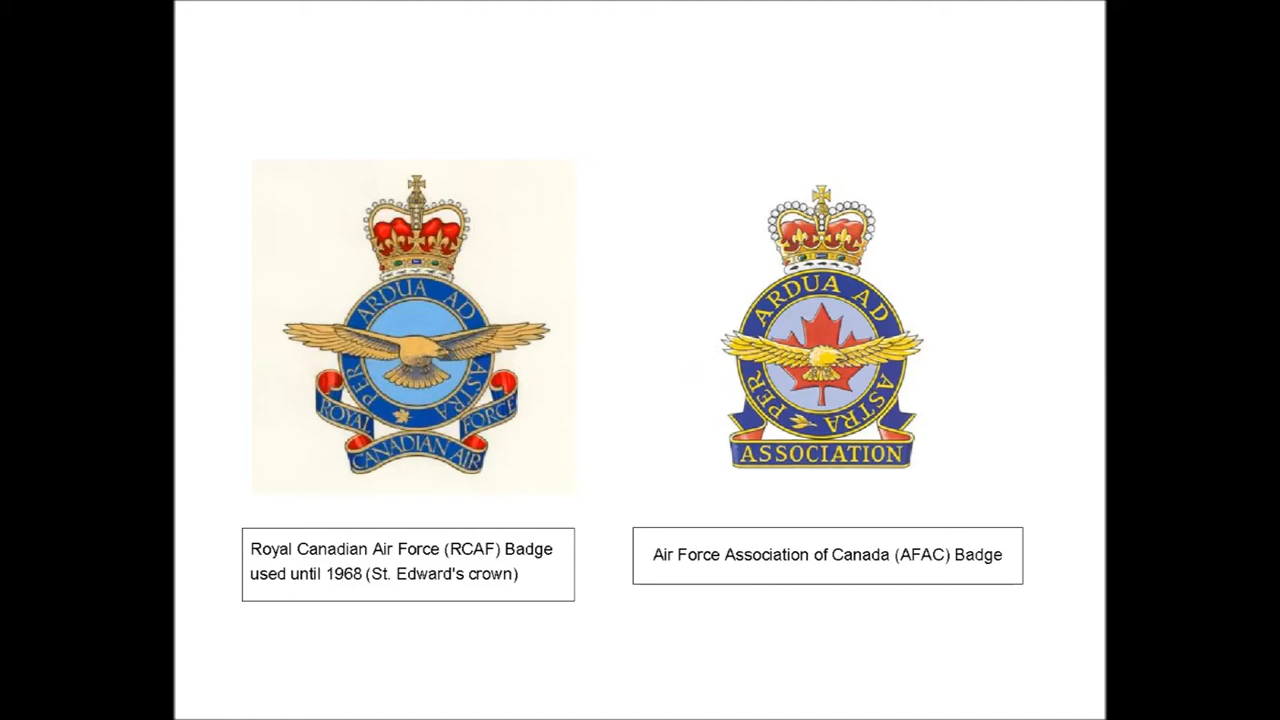 PER ARDUA AD ASTRA
ROYAL CANADIAN AIR FORCE
PER ARDUA AD ASTRA
ASSOCIATION
Royal Canadian Air Force (RCAF) Badge
used until 1968 (St. Edward's crown)
Air Force Association of Canada (AFAC) Badge